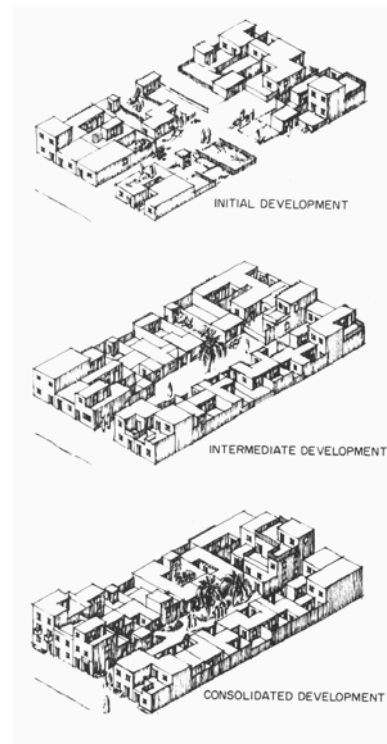 INITIAL DEVELOPMENT
INTERMEDIATE DEVELOPMENT
CONSOLIDATED DEVELOPMENT